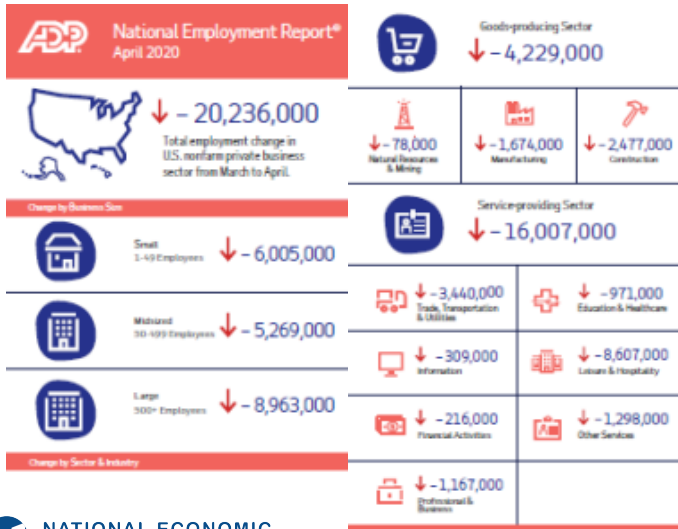 ADP
National Employment Report®
April 2020
- 20,236,000
Total employment change in
U.S. nonfarm private business
sector from March to April.
Change by Business Size
Small
1-49 Employees
- 6,005,000
Midsized
50-499 Employees
- 5,269,000
Large
500+ Employees
- 8,963,000
Change by Sector & Industry
NATIONAL ECONOMIC
Goods-producing Sector
- 4,229,000
- 78,000
Natural Resources
& Mining
-1,674,000
Manufacturing
-2,477,000
Construction
Service-providing Sector
- 16,007,000
-3,440,000
Trade, Transportation
& Utilities
-971,000
Education & Healthcare
-309,000
Information
-8,607,000
Leisure & Hospitality
-216,000
Financial Activities
-1,298,000
Other Services
-1,167,000
Professional &
Business